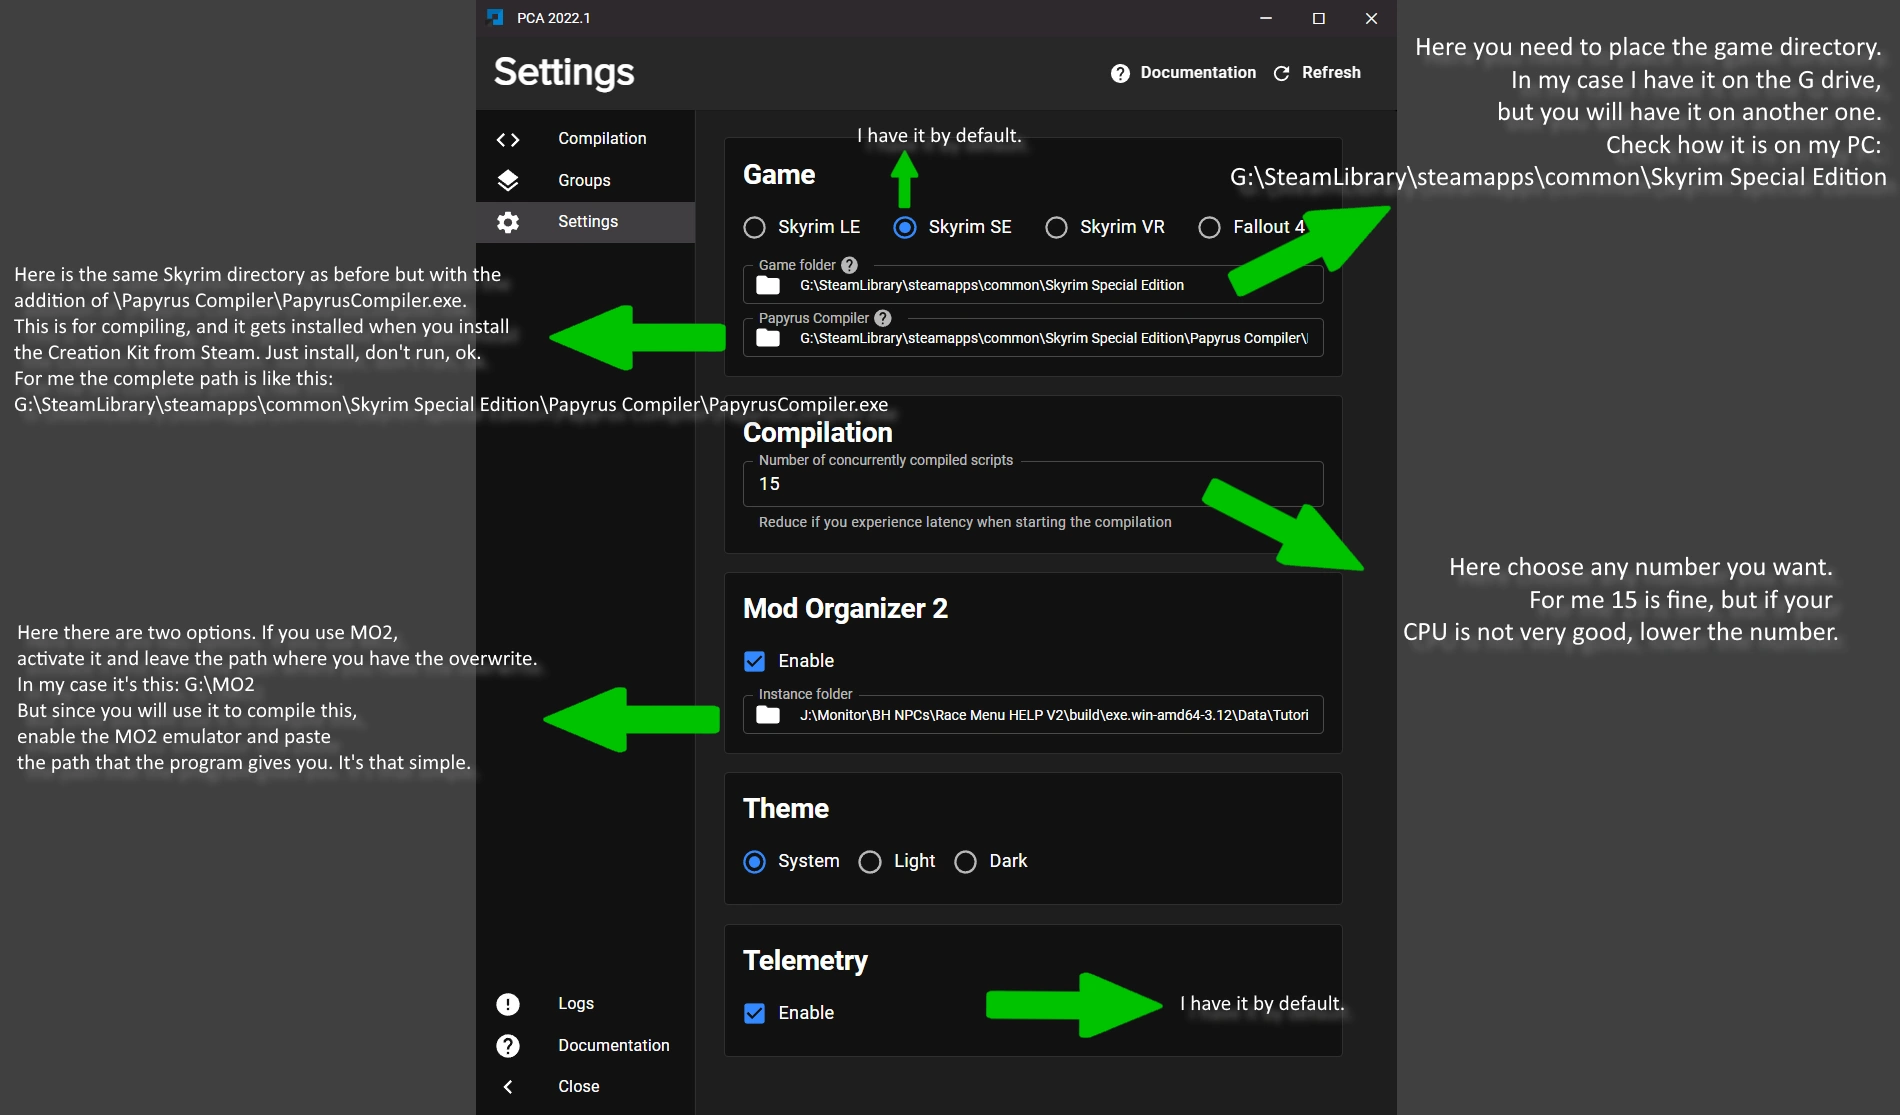 PCA 2022.1
Settings
Documentation
Refresh
Here you need to place the game directory.
In my case I have it on the G drive,
but you will have it on another one.
Check how it is on my PC:
G:\SteamLibrary\steamapps\common\Skyrim Special Edition
Compilation
Groups
Settings
I have it by default.
Game
Skyrim LE
Skyrim SE
Skyrim VR
Fallout 4
Game folder
G:\SteamLibrary\steamapps\common\Skyrim Special Edition
Papyrus Compiler
G:\SteamLibrary\steamapps\common\Skyrim Special Edition\Papyrus Compiler\
Here is the same Skyrim directory as before but with the
addition of \Papyrus Compiler\PapyrusCompiler.exe.
This is for compiling, and it gets installed when you install
the Creation Kit from Steam. Just install, don't run, ok.
For me the complete path is like this:
G:\SteamLibrary\steamapps\common\Skyrim Special Edition\Papyrus Compiler\PapyrusCompiler.exe
Compilation
Number of concurrently compiled scripts
15
Reduce if you experience latency when starting the compilation
Here choose any number you want.
For me 15 is fine, but if your
CPU is not very good, lower the number.
Mod Organizer 2
Enable
Instance folder
J:\Monitor\BH NPCs\Race Menu HELP V2\build\exe.win-amd64-3.12\Data\Tutori
Here there are two options. If you use MO2,
activate it and leave the path where you have the overwrite.
In my case it's this: G:\MO2
But since you will use it to compile this,
enable the MO2 emulator and paste
the path that the program gives you. It's that simple.
Theme
System
Light
Dark
Telemetry
Enable
I have it by default.
Logs
Documentation
Close